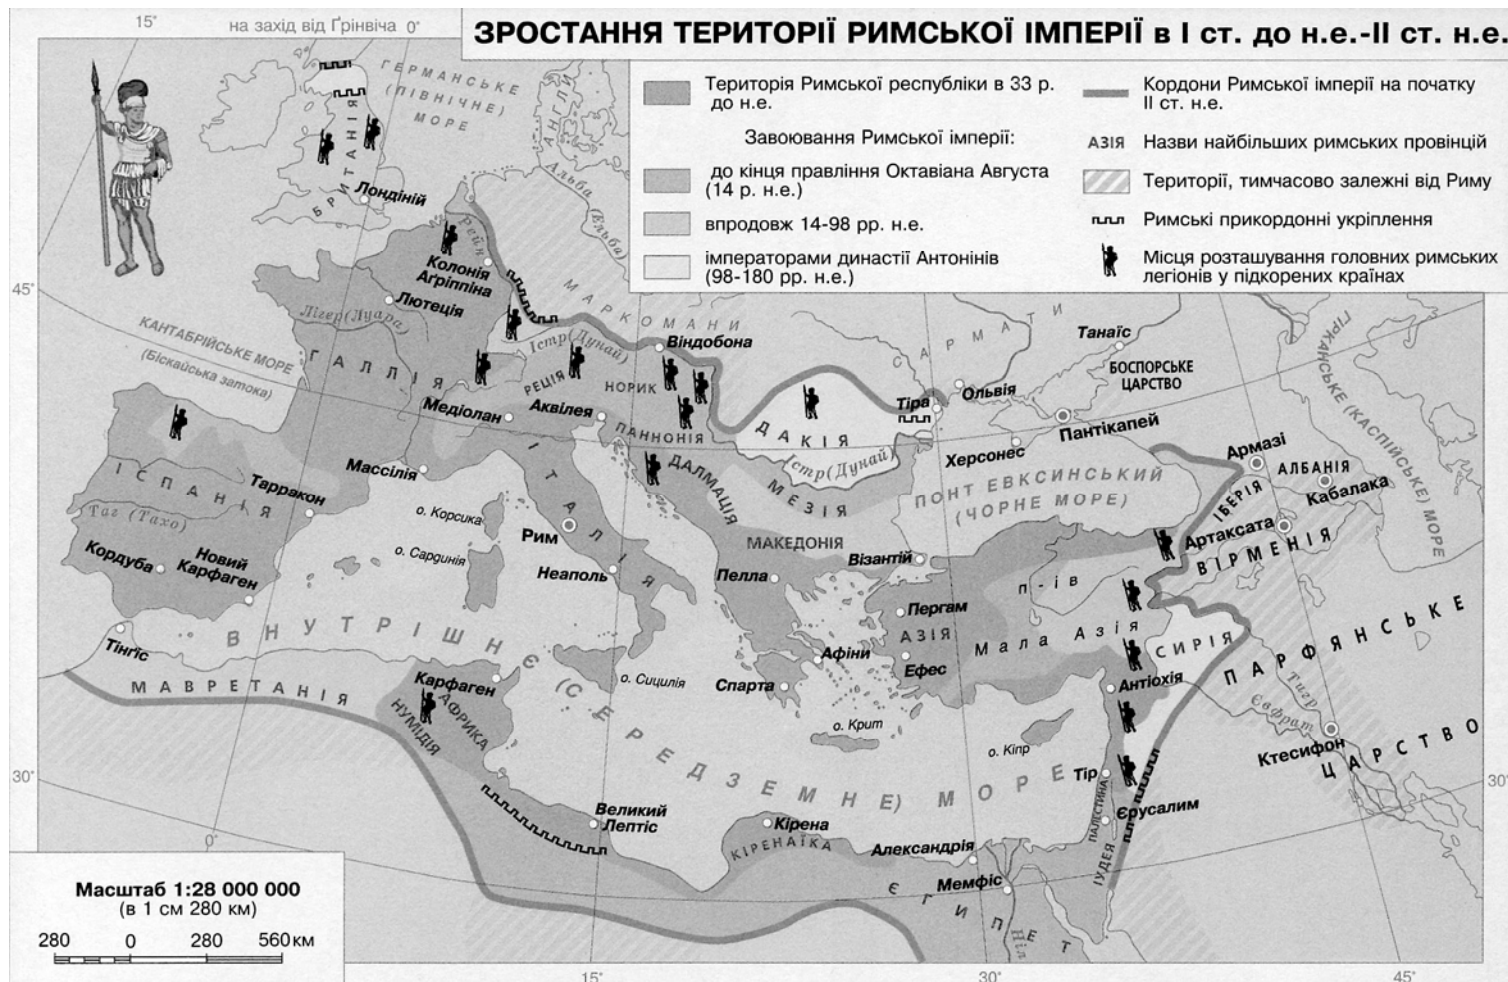 15°
на захід від Ґрінвіча 0°
ЗРОСТАННЯ ТЕРИТОРІЇ РИМСЬКОЇ ІМПЕРІЇ в І ст. до н.е.-ІІ ст. н.е.
Територія Римської республіки в 33 р.
до н.е.
Завоювання Римської імперії:
до кінця правління Октавіана Августа
(14 р. н.е.)
впродовж 14-98 рр. н.е.
імператорами династії Антонінів
(98-180 рр. н.е.)
Кордони Римської імперії на початку
ІІ ст. н.е.
АЗІЯ Назви найбільших римських провінцій
Території, тимчасово залежні від Риму
Римські прикордонні укріплення
Місця розташування головних римських
легіонів у підкорених країнах
ГЕРМАНСЬКЕ
(ПІВНІЧНЕ)
МОРЕ
АНГЛИ
БРИТАНІЯ
Лондіній
Альба
(Ельба)
Рейн
Колонія
Аґріппіна
45°
Лютеція
Лігер (Луара)
МАРКОМАНИ
КАНТАБРІЙСЬКЕ МОРЕ
(Біскайська затока)
ГАЛЛІЯ
Істр (Дунай)
Віндобона
САРМАТИ
Танаїс
БОСПОРСЬКЕ
ЦАРСТВО
ГІРКАНСЬКЕ (КАСПІЙСЬКЕ) МОРЕ
РЕЦІЯ
НОРИК
Медіолан
Аквілея
ПАННОНІЯ
ДАКІЯ
Тіра
Ольвія
Пантікапей
Херсонес
Істр (Дунай)
Армазі
АЛБАНІЯ
Кабалака
ІБЕРІЯ
Артаксата
ВІРМЕНІЯ
ІСПАНІЯ
Тарракон
Массілія
ІТАЛІЯ
ДАЛМАЦІЯ
МЕЗІЯ
ПОНТ ЕВКСИНСЬКИЙ
(ЧОРНЕ МОРЕ)
Таг (Тахо)
о. Корсика
Рим
о. Сардинія
МАКЕДОНІЯ
Візантій
Кордуба
Новий
Карфаген
Неаполь
Пелла
п-ів
Мала Азія
Пергам
АЗІЯ
Ефес
СИРІЯ
ПАРФЯНСЬКЕ
ЦАРСТВО
Тінґіс
ВНУТРІШНЄ (СЕРЕДЗЕМНЕ) МОРЕ
МАВРЕТАНІЯ
Карфаген
АФРИКА
НУМІДІЯ
о. Сицилія
Афіни
Спарта
Антіохія
Тигр
Євфрат
Ктесифон
о. Крит
о. Кіпр
Тір
ПАЛЕСТИНА
Єрусалим
ІУДЕЯ
30°
30°
Великий
Лептіс
Кірена
КІРЕНАЇКА
Александрія
Мемфіс
ЄГИПЕТ
Ніл
0°
Масштаб 1:28 000 000
(в 1 см 280 км)
280 0 280 560 км
15°
30°
45°